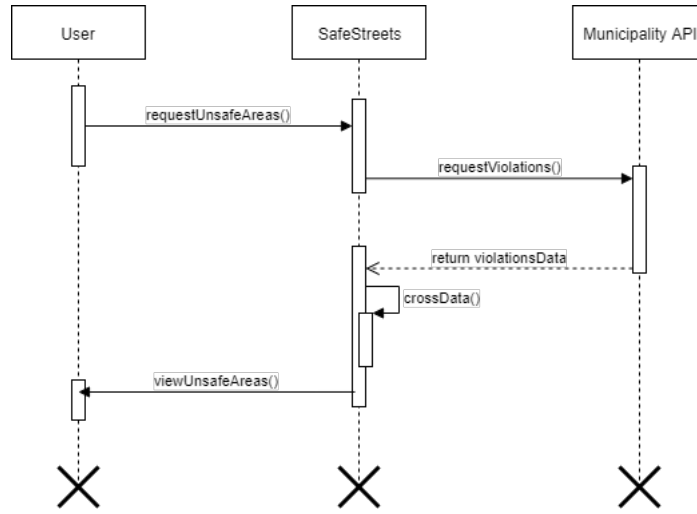 User
SafeStreets
Municipality API
requestUnsafeAreas()
requestViolations()
return violationsData
crossData()
viewUnsafeAreas()